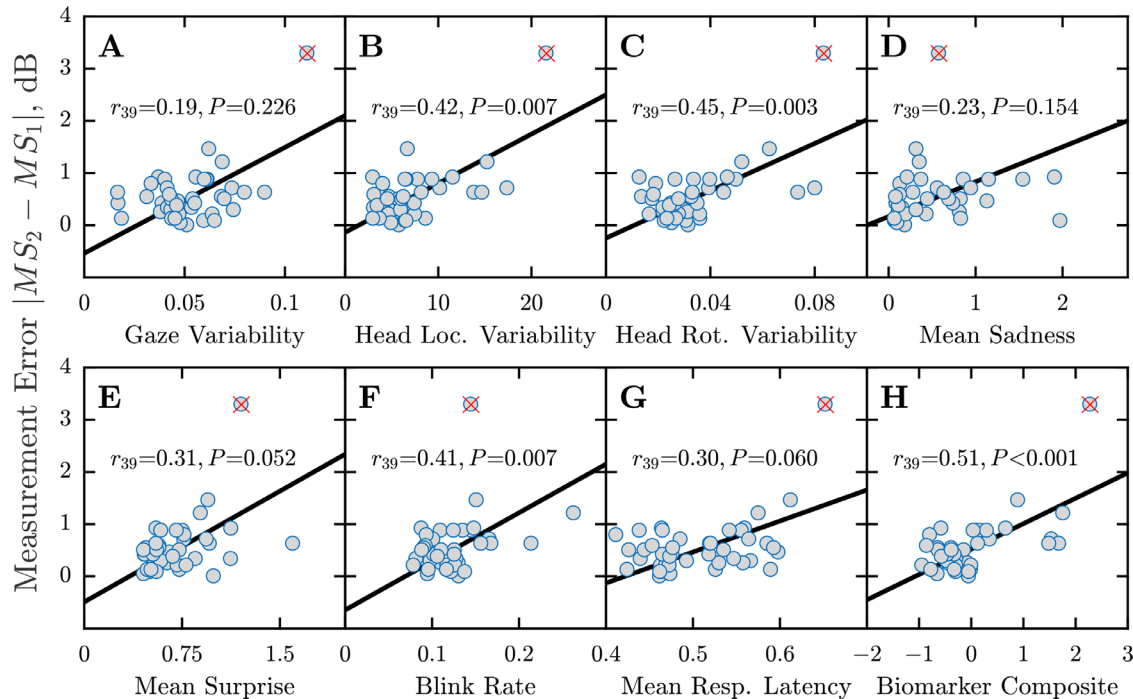 Measurement Error |MS₂ − MS₁|, dB
4
3
2
1
0
A
r₃₉=0.19, P=0.226
0 0.05 0.1
Gaze Variability
B
r₃₉=0.42, P=0.007
0 10 20
Head Loc. Variability
C
r₃₉=0.45, P=0.003
0 0.04 0.08
Head Rot. Variability
D
r₃₉=0.23, P=0.154
0 1 2
Mean Sadness
4
3
2
1
0
E
r₃₉=0.31, P=0.052
0.75 1.5
Mean Surprise
F
r₃₉=0.41, P=0.007
0 0.1 0.2
Blink Rate
G
r₃₉=0.30, P=0.060
0.4 0.5 0.6
Mean Resp. Latency
H
r₃₉=0.51, P<0.001
−2 −1 0 1 2 3
Biomarker Composite